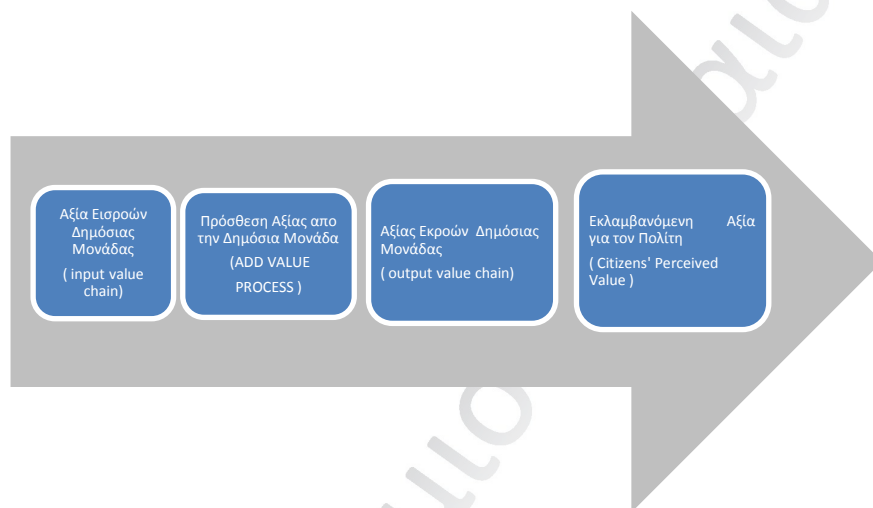 Αξία Εισροών
Δημόσιας
Μονάδας
( input value
chain)
Πρόσθεση Αξίας απο
την Δημόσια Μονάδα
(ADD VALUE
PROCESS )
Αξίας Εκροών Δημόσιας
Μονάδας
( output value chain)
Εκλαμβανόμενη Αξία
για τον Πολίτη
( Citizens' Perceived
Value )